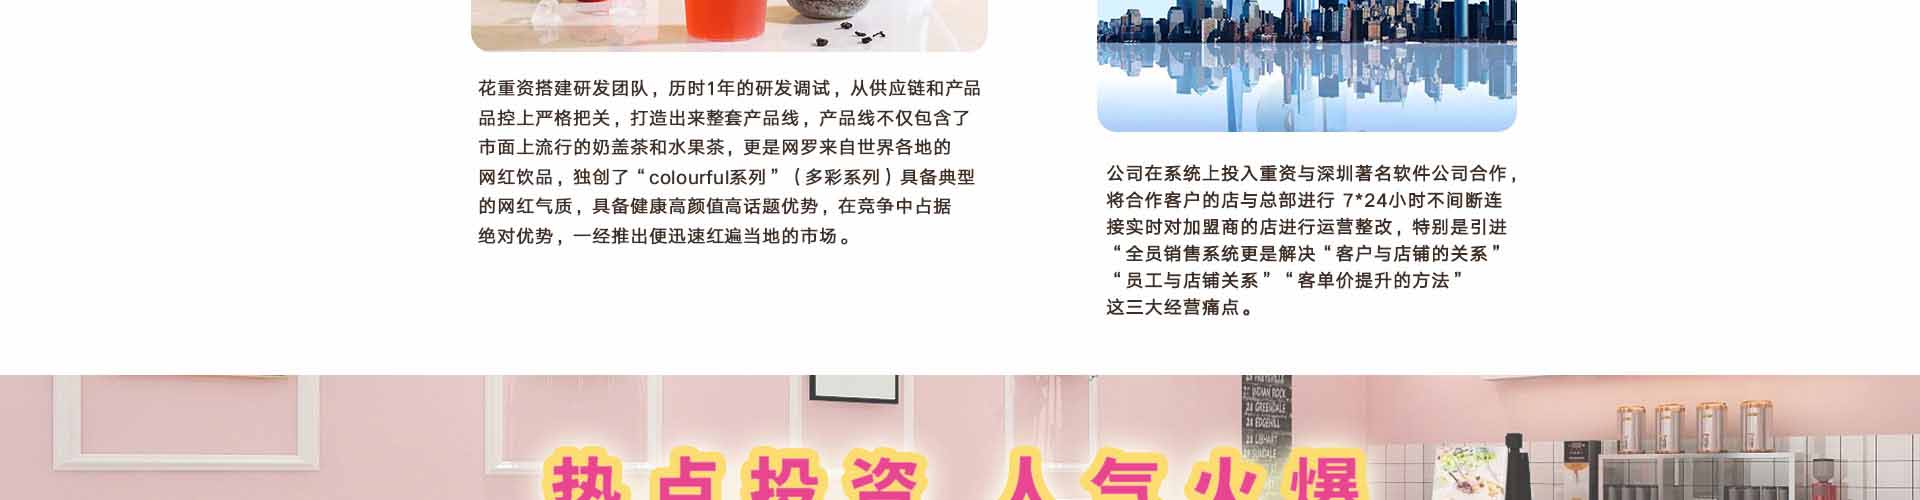 花重资搭建研发团队，历时1年的研发调试，从供应链和产品
品控上严格把关，打造出来整套产品线，产品线不仅包含了
市面上流行的奶盖茶和水果茶，更是网罗来自世界各地的
网红饮品，独创了“colourful系列”（多彩系列）具备典型
的网红气质，具备健康高颜值高话题优势，在竞争中占据
绝对优势，一经推出便迅速红遍当地的市场。
公司在系统上投入重资与深圳著名软件公司合作，
将合作客户的店与总部进行 7*24小时不间断连
接实时对加盟商的店进行运营整改，特别是引进
“全员销售系统更是解决“客户与店铺的关系”
“员工与店铺关系”“客单价提升的方法”
这三大经营痛点。
INDIAN ROCK
24 GREENDALE
24 EDGEHILL
24 LIBHART
热点投资 人气火爆